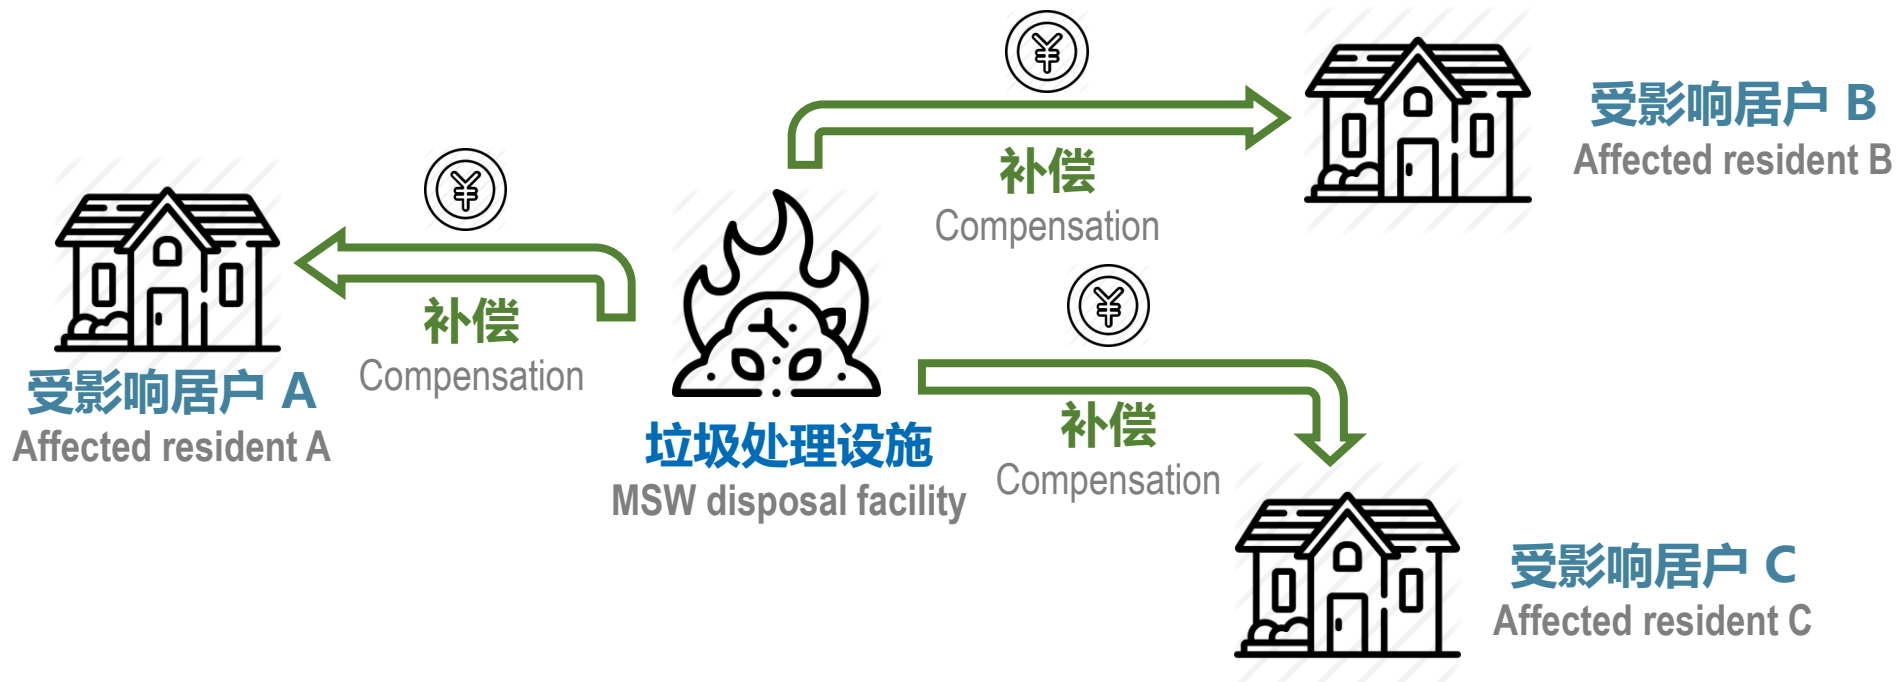 受影响居户 B
Affected resident B
补偿
Compensation
补偿
Compensation
受影响居户 A
Affected resident A
补偿
Compensation
垃圾处理设施
MSW disposal facility
受影响居户 C
Affected resident C